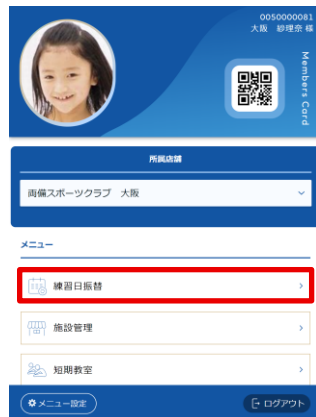 0050000081
大阪 紗理奈 様
Members Card
所属店舗
両備スポーツクラブ 大阪
メニュー
練習日振替
施設管理
短期教室
メニュー設定
ログアウト